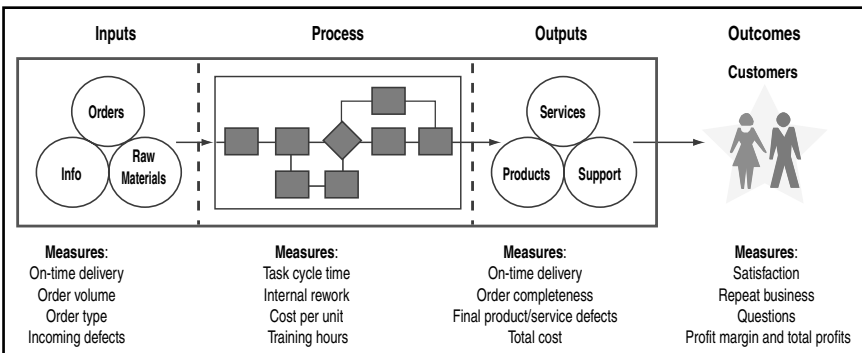 Inputs
Process
Outputs
Outcomes
Customers
Orders
Info
Raw
Materials
Services
Products
Support
Measures:
On-time delivery
Order volume
Order type
Incoming defects
Measures:
Task cycle time
Internal rework
Cost per unit
Training hours
Measures:
On-time delivery
Order completeness
Final product/service defects
Total cost
Measures:
Satisfaction
Repeat business
Questions
Profit margin and total profits